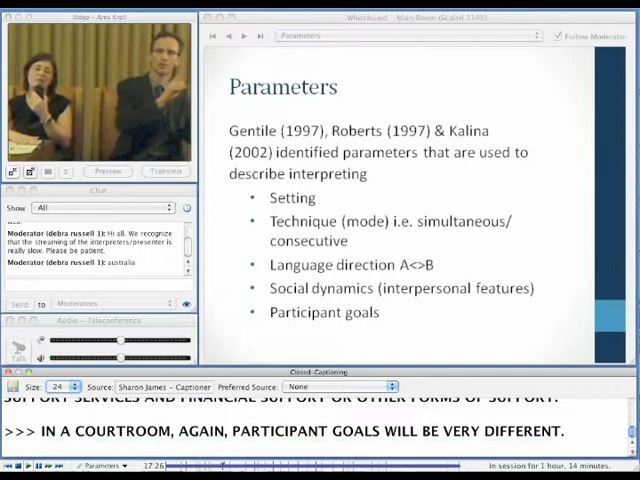 Video – Amy Kroll
Preview
Transmit
Chat
Show All
Moderator (debra russell 1): Hi all. We recognize
that the streaming of the interpreters/presenter
is really slow. Please be patient.
Moderator (debra russell 1): australia
Send to Moderators
Audio – Teleconference
Talk
Whiteboard – Main Room (Scaled 114%)
Parameters
Follow Moderator
Parameters
Gentile (1997), Roberts (1997) & Kalina
(2002) identified parameters that are used to
describe interpreting
• Setting
• Technique (mode) i.e. simultaneous/
consecutive
• Language direction A<>B
• Social dynamics (interpersonal features)
• Participant goals
Closed-Captioning
Size: 24 Source: Sharon James - Captioner Preferred Source: None
SUPPORT SERVICES AND FINANCIAL SUPPORT OR OTHER FORMS OF SUPPORT.
>>> IN A COURTROOM, AGAIN, PARTICIPANT GOALS WILL BE VERY DIFFERENT.
Parameters 17:26 In session for 1 hour, 14 minutes.